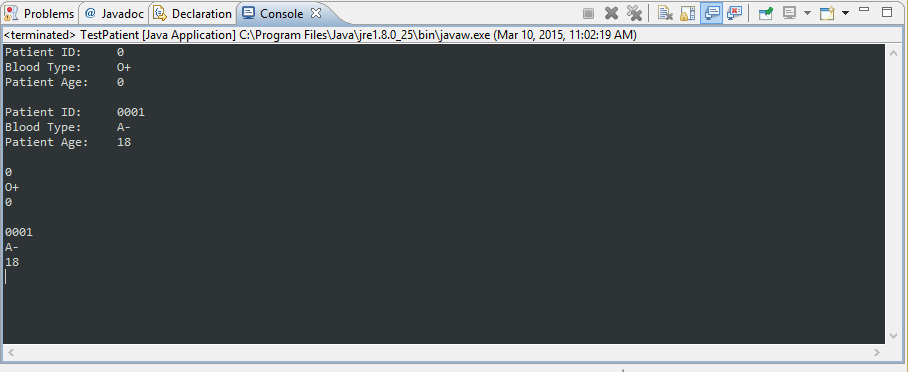 Problems @ Javadoc Declaration Console
<terminated> TestPatient [Java Application] C:\Program Files\Java\jre1.8.0_25\bin\javaw.exe (Mar 10, 2015, 11:02:19 AM)
Patient ID: 0
Blood Type: O+
Patient Age: 0
Patient ID: 0001
Blood Type: A-
Patient Age: 18
0
O+
0
0001
A-
18